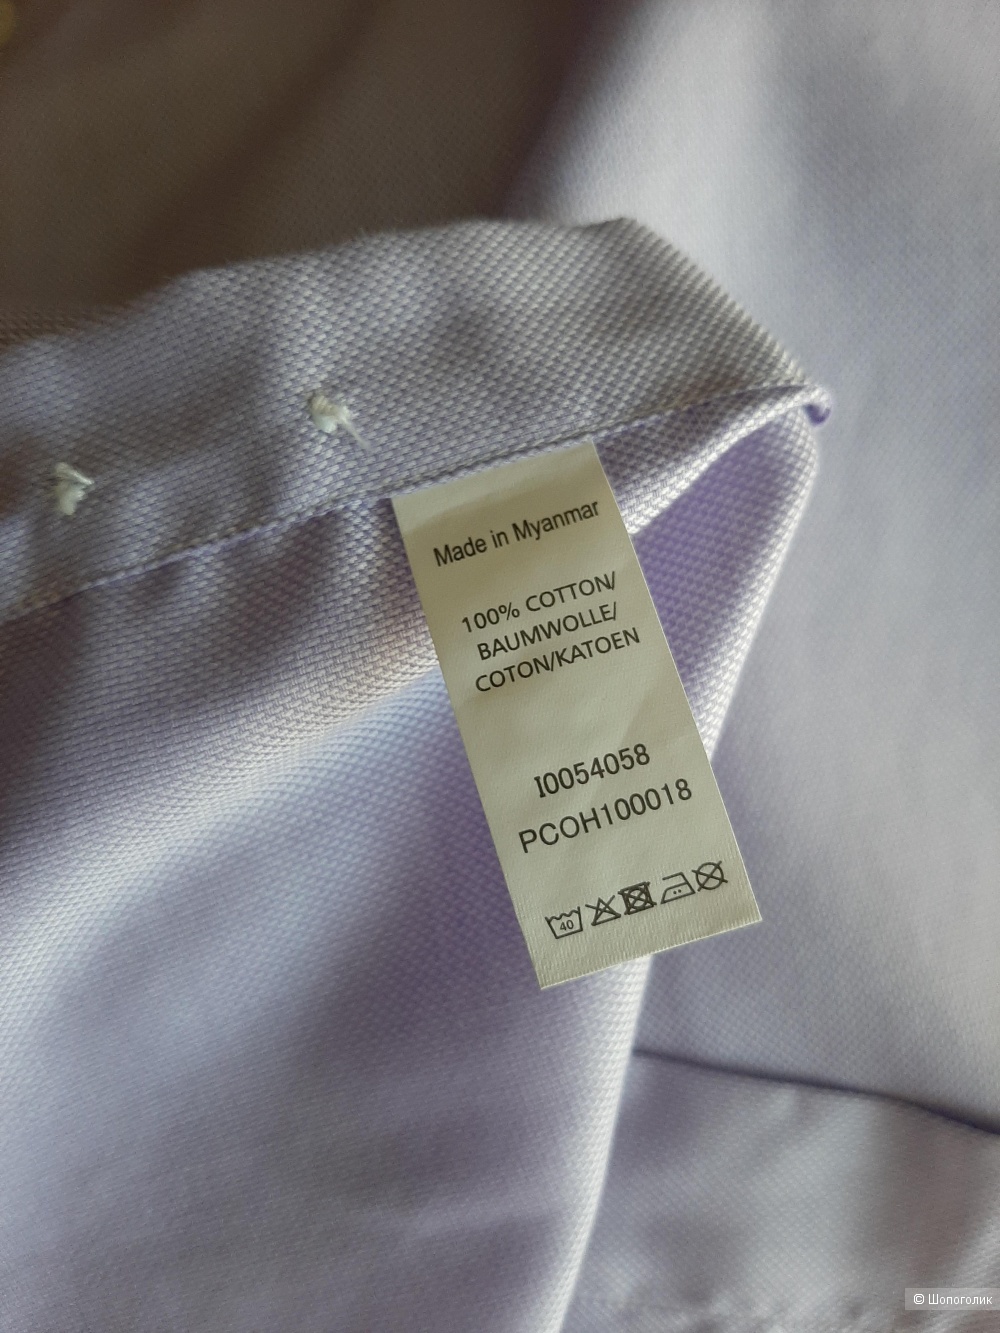 Made in Myanmar
100% COTTON/
BAUMWOLLE/
COTON/KATOEN
I0054058
PCOH100018
40
© Шопоголик